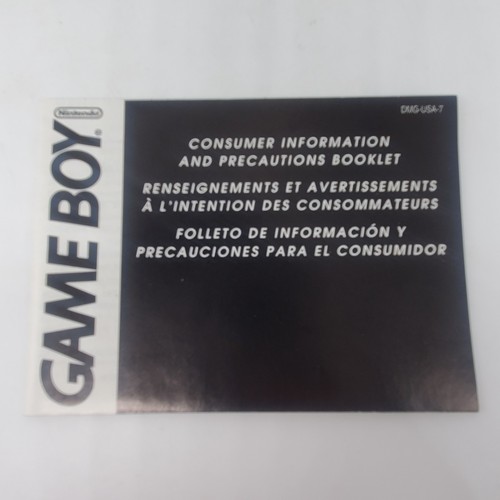 Nintendo®
GAME BOY®
DMG-USA-7
CONSUMER INFORMATION
AND PRECAUTIONS BOOKLET
RENSEIGNEMENTS ET AVERTISSEMENTS
À L'INTENTION DES CONSOMMATEURS
FOLLETO DE INFORMACIÓN Y
PRECAUCIONES PARA EL CONSUMIDOR